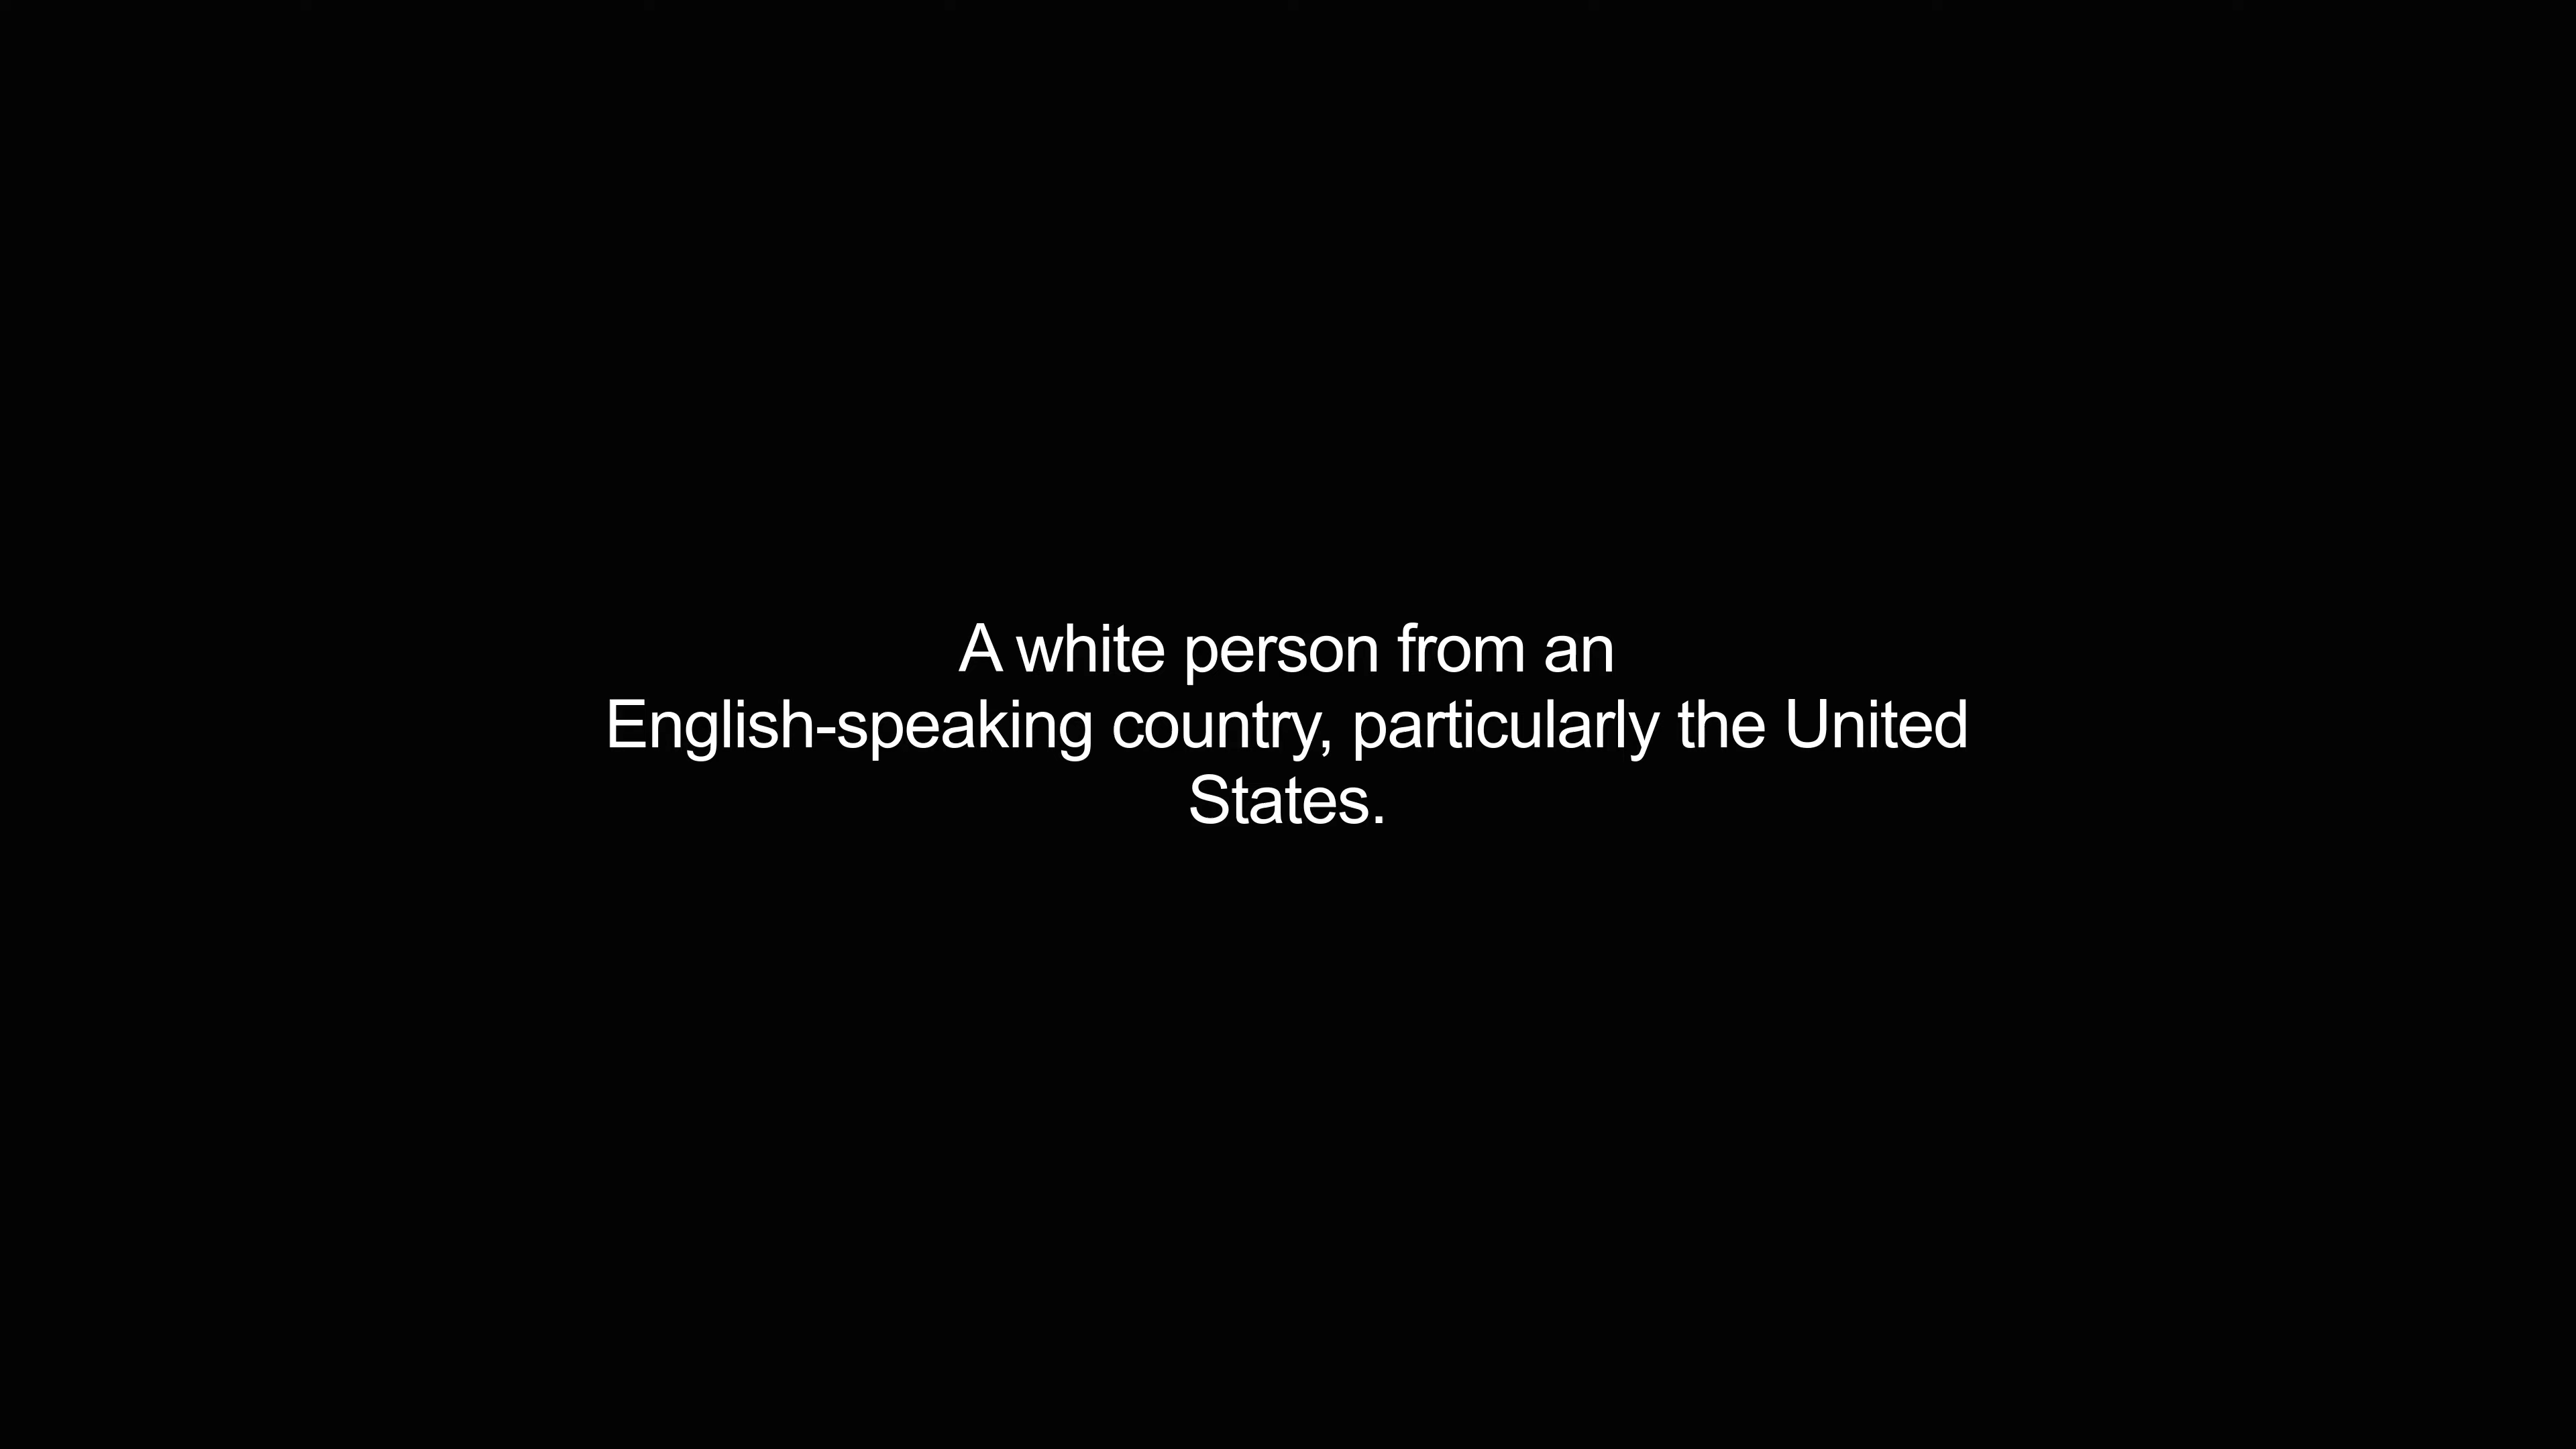 A white person from an
English-speaking country, particularly the United
States.